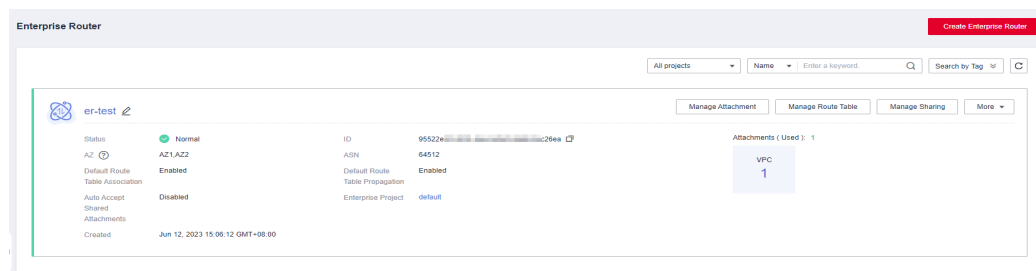 Enterprise Router
Create Enterprise Router
All projects
Name
Enter a keyword.
Search by Tag
er-test
Manage Attachment
Manage Route Table
Manage Sharing
More
Status
Normal
ID
95522e
c26ea
Attachments ( Used ): 1
AZ
AZ1,AZ2
ASN
64512
VPC
1
Default Route
Table Association
Enabled
Default Route
Table Propagation
Enabled
Auto Accept
Shared
Attachments
Disabled
Enterprise Project
default
Created
Jun 12, 2023 15:06:12 GMT+08:00